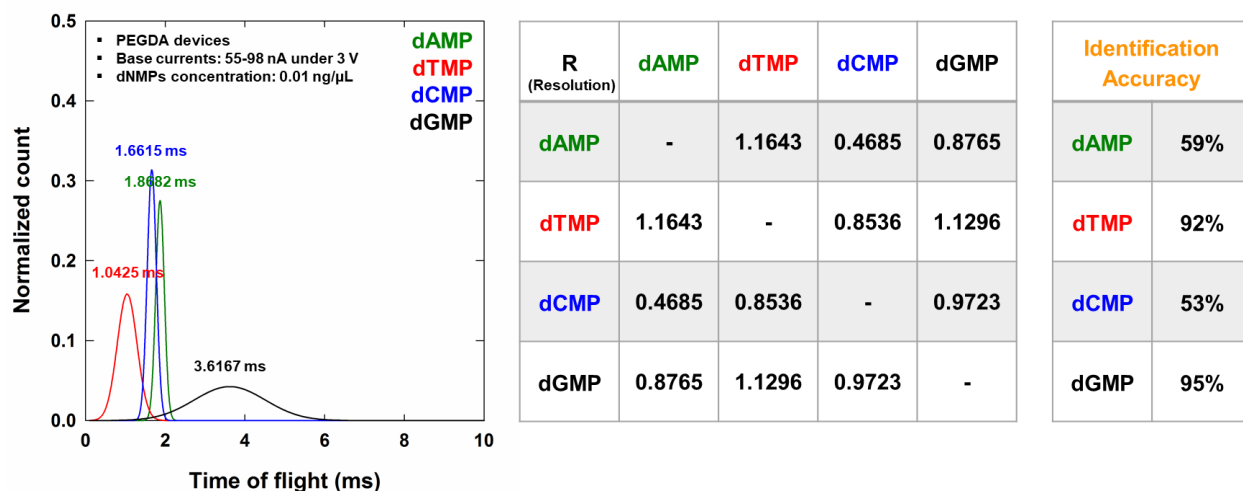 0.5
0.4
0.3
0.2
0.1
0.0
Normalized count
▪ PEGDA devices
▪ Base currents: 55-98 nA under 3 V
▪ dNMPs concentration: 0.01 ng/µL
dAMP
dTMP
dCMP
dGMP
1.6615 ms
1.8682 ms
1.0425 ms
3.6167 ms
0 2 4 6 8 10
Time of flight (ms)
R (Resolution) dAMP dTMP dCMP dGMP
dAMP - 1.1643 0.4685 0.8765
dTMP 1.1643 - 0.8536 1.1296
dCMP 0.4685 0.8536 - 0.9723
dGMP 0.8765 1.1296 0.9723 -
Identification
Accuracy
dAMP 59%
dTMP 92%
dCMP 53%
dGMP 95%